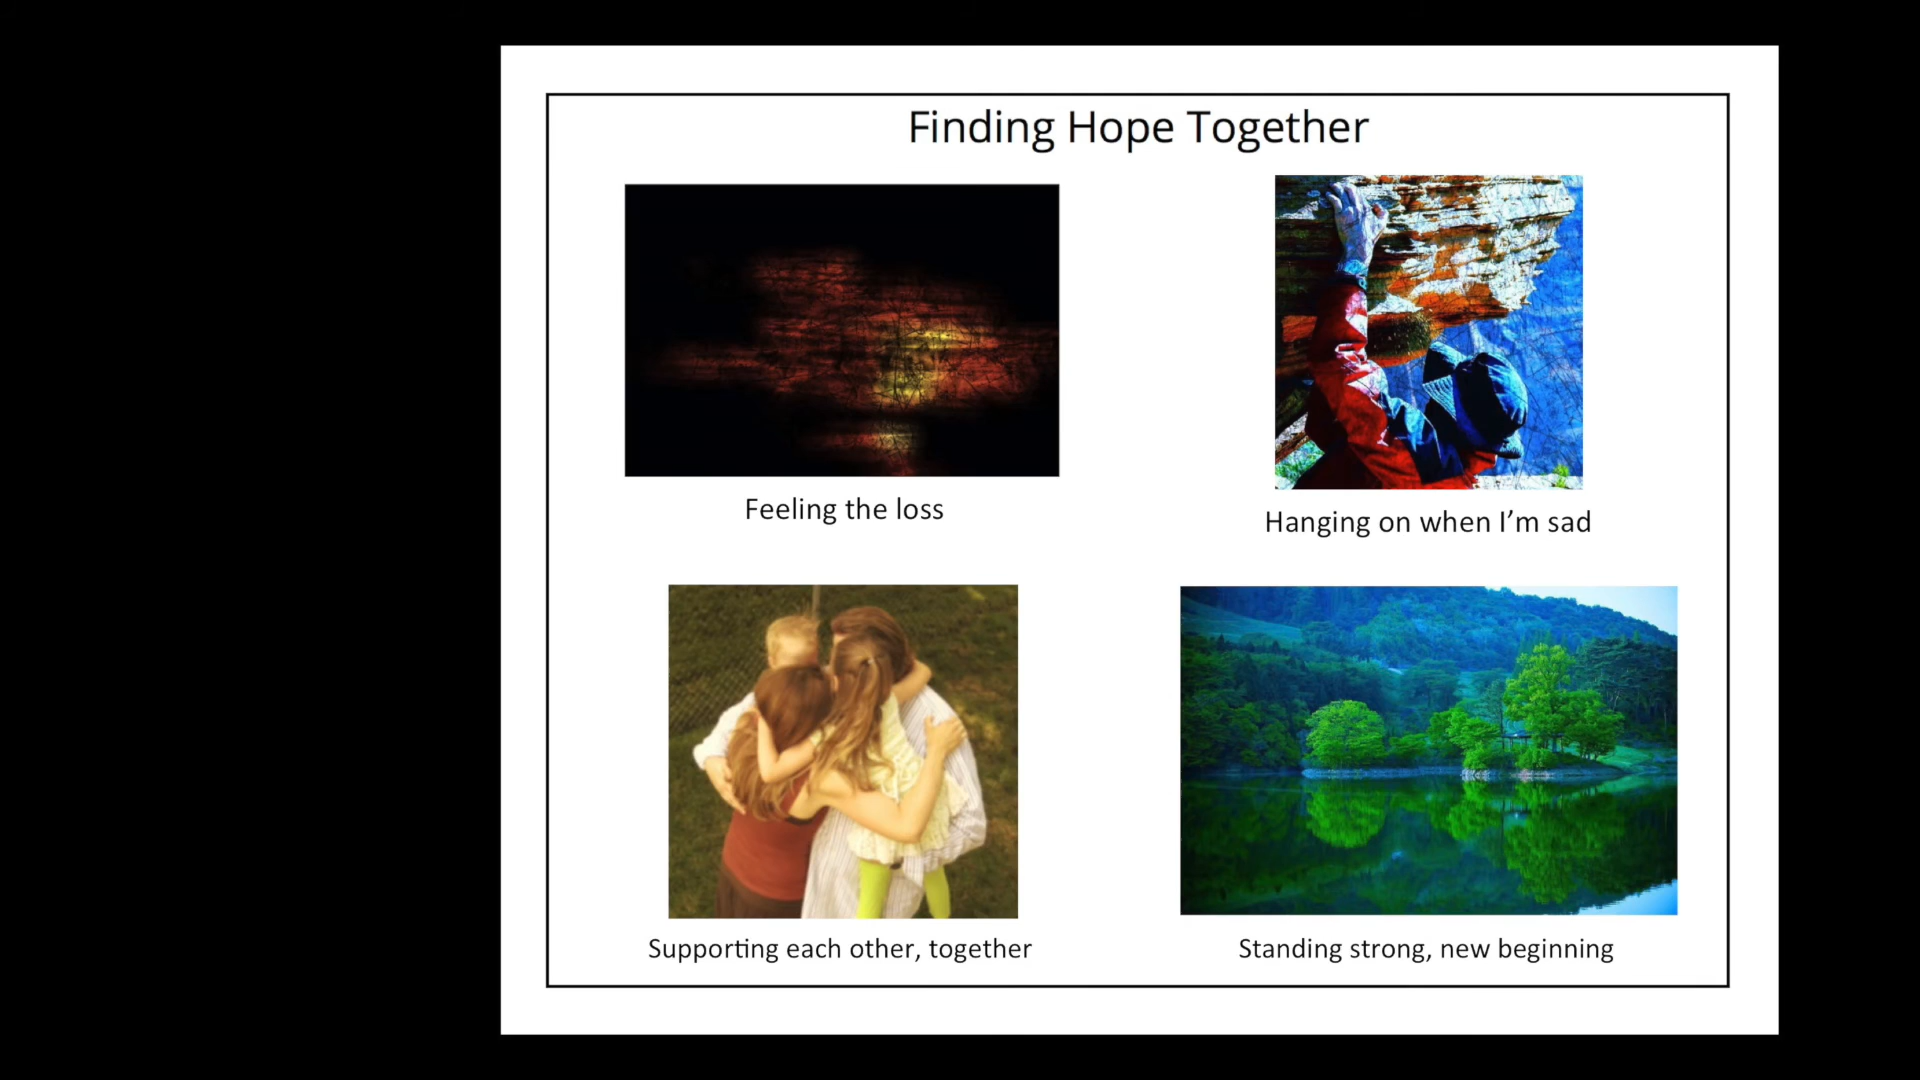 Finding Hope Together
Feeling the loss
Hanging on when I’m sad
Supporting each other, together
Standing strong, new beginning